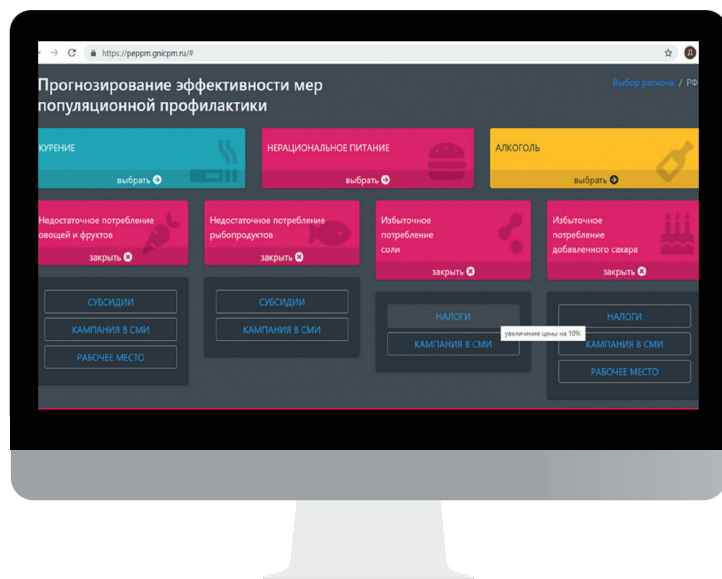 https://peppm.gnicpm.ru/#
Д
Прогнозирование эффективности мер
популяционной профилактики
Выбор региона / РФ
КУРЕНИЕ
выбрать
НЕРАЦИОНАЛЬНОЕ ПИТАНИЕ
выбрать
АЛКОГОЛЬ
выбрать
Недостаточное потребление
овощей и фруктов
закрыть
Недостаточное потребление
рыбопродуктов
закрыть
Избыточное
потребление
соли
закрыть
Избыточное
потребление
добавленного сахара
закрыть
СУБСИДИИ
КАМПАНИЯ В СМИ
РАБОЧЕЕ МЕСТО
СУБСИДИИ
КАМПАНИЯ В СМИ
НАЛОГИ
увеличение цены на 10%
КАМПАНИЯ В СМИ
НАЛОГИ
КАМПАНИЯ В СМИ
РАБОЧЕЕ МЕСТО